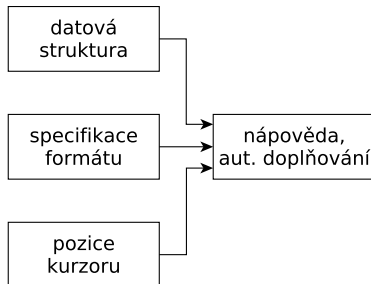 datová
struktura
specifikace
formátu
nápověda,
aut. doplňování
pozice
kurzoru